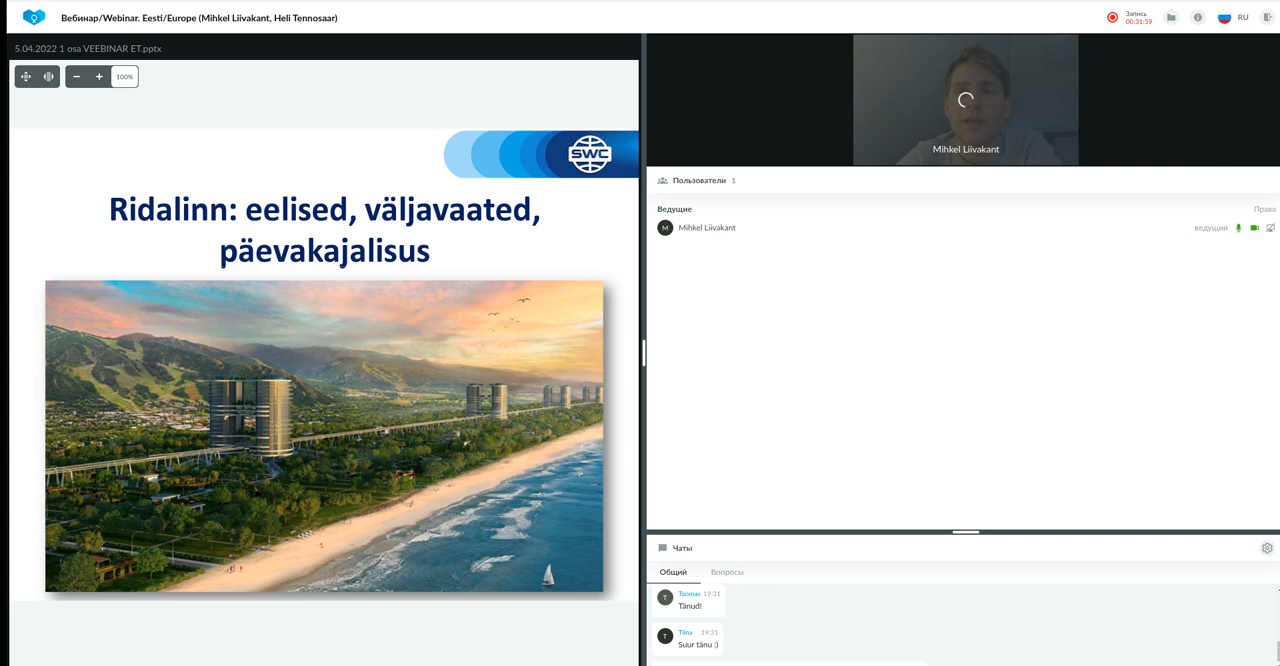 Вебинар/Webinar. Eesti/Europe (Mihkel Liivakant, Heli Tennosaar)
Запись
00:31:59
RU
5.04.2022 1 osa VEEBINAR ET.pptx
100%
SWC
Ridalinn: eelised, väljavaated,
päevakajalisus
Mihkel Liivakant
Пользователи 1
Ведущие Права
M Mihkel Liivakant ведущий
Чаты
Общий Вопросы
T Toomas 19:31
Tänud!
T Tiina 19:31
Suur tänu :)